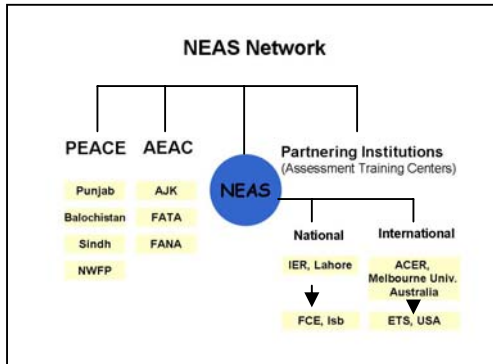 NEAS Network
PEACE
AEAC
Punjab
Balochistan
Sindh
NWFP
AJK
FATA
FANA
NEAS
Partnering Institutions
(Assessment Training Centers)
National
International
IER, Lahore
FCE, Isb
ACER,
Melbourne Univ.
Australia
ETS, USA